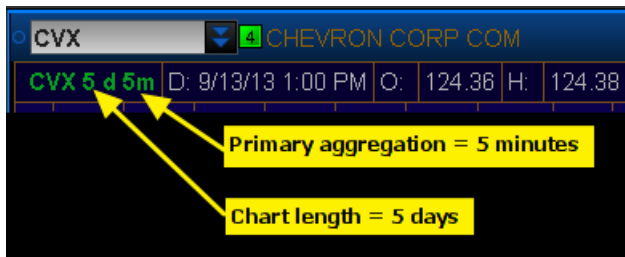 CVX 4 CHEVRON CORP COM
CVX 5 d 5m D: 9/13/13 1:00 PM O: 124.36 H: 124.38
Primary aggregation = 5 minutes
Chart length = 5 days